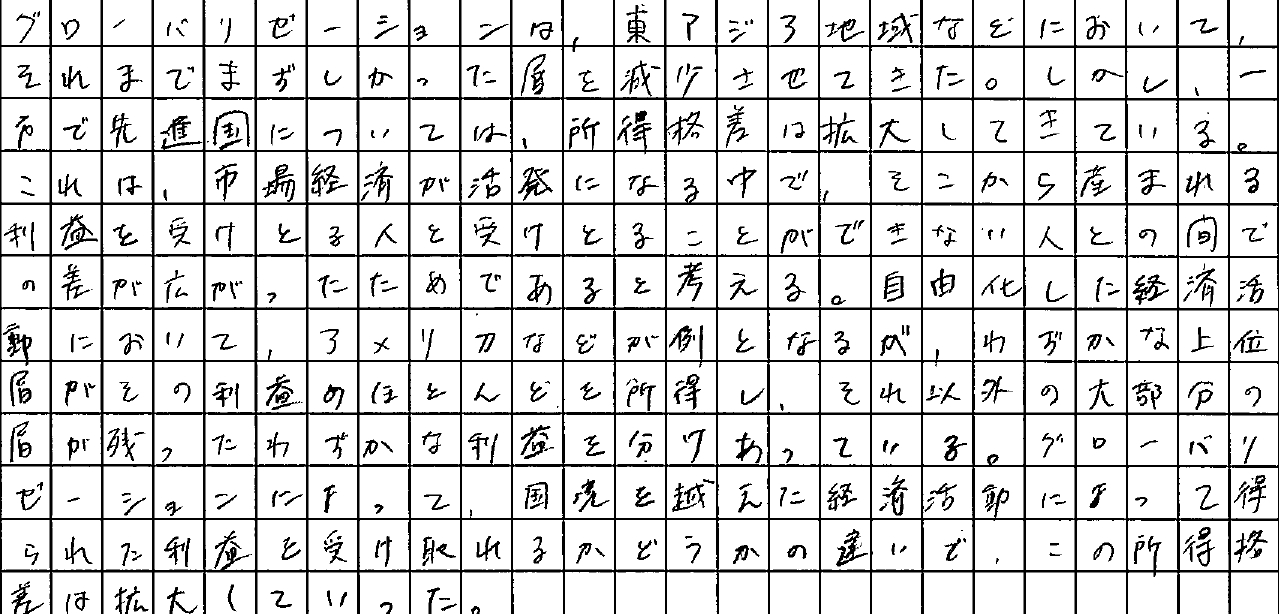 グローバリゼーションは,東アジア地域などにおいて,
それまでまずしかった層を減少させてきた。しかし、一
方で先進国については、所得格差は拡大してきている。
これは,市場経済が活発になる中で,そこから産まれる
利益を受けとる人と受けとることができない人との間で
の差が広がったためであると考える。自由化した経済活
動において,アメリカなどが例となるが,わずかな上位
層がその利益のほとんどを所得し、それ以外の大部分の
層が残ったわずかな利益を分けあっている。グローバリ
ゼーションによって,国境を越えた経済活動によって得
られた利益を受け取れるかどうかの違いで,この所得格
差は拡大していった。